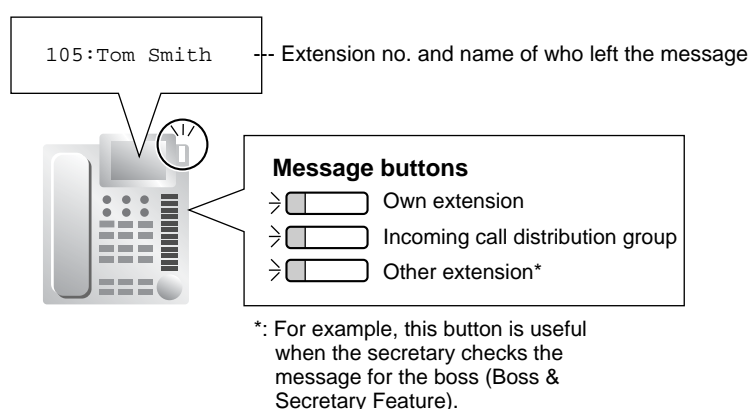 105:Tom Smith --- Extension no. and name of who left the message
Message buttons
Own extension
Incoming call distribution group
Other extension*
*: For example, this button is useful
when the secretary checks the
message for the boss (Boss &
Secretary Feature).